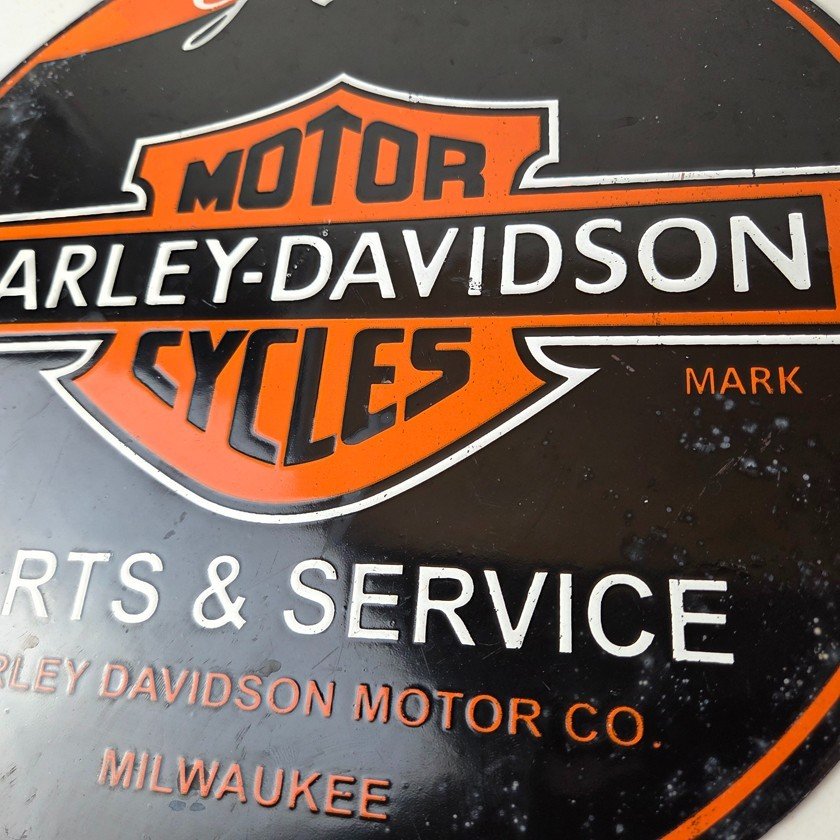 MOTOR
ARLEY-DAVIDSON
CYCLES
MARK
RTS & SERVICE
RLEY DAVIDSON MOTOR CO.
MILWAUKEE